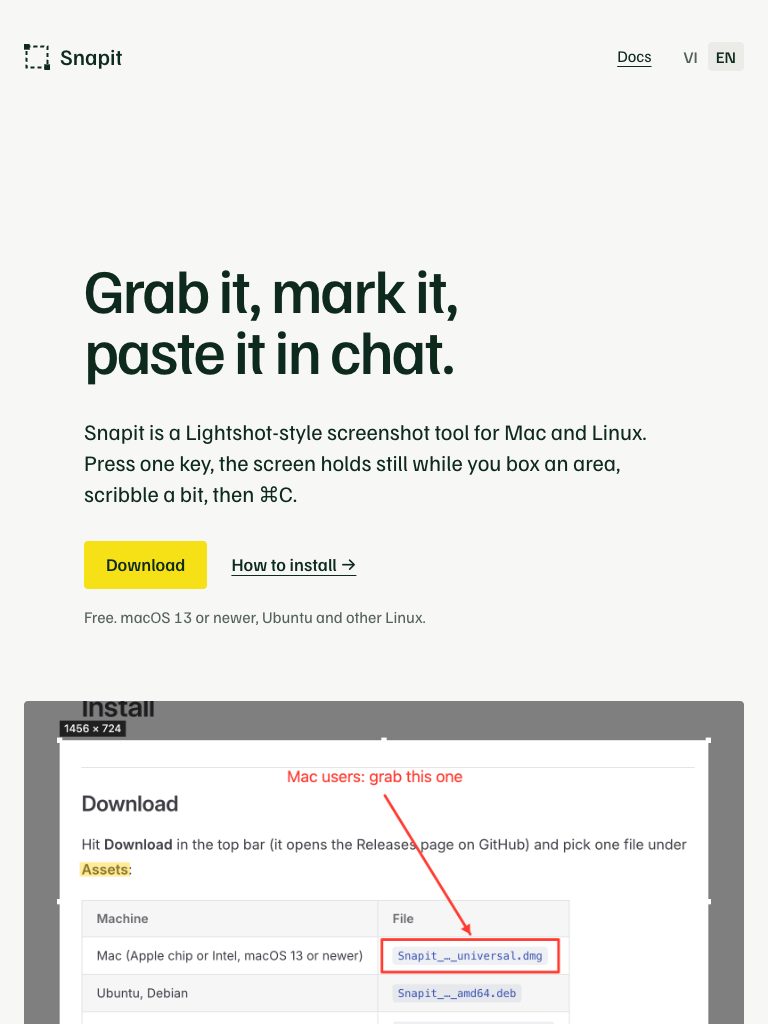 Snapit
Docs
VI
EN
Grab it, mark it,
paste it in chat.
Snapit is a Lightshot-style screenshot tool for Mac and Linux.
Press one key, the screen holds still while you box an area,
scribble a bit, then ⌘C.
Download
How to install →
Free. macOS 13 or newer, Ubuntu and other Linux.
Install
1456 × 724
Mac users: grab this one
Download
Hit Download in the top bar (it opens the Releases page on GitHub) and pick one file under
Assets:
Machine
File
Mac (Apple chip or Intel, macOS 13 or newer)
Snapit_…_universal.dmg
Ubuntu, Debian
Snapit_…_amd64.deb